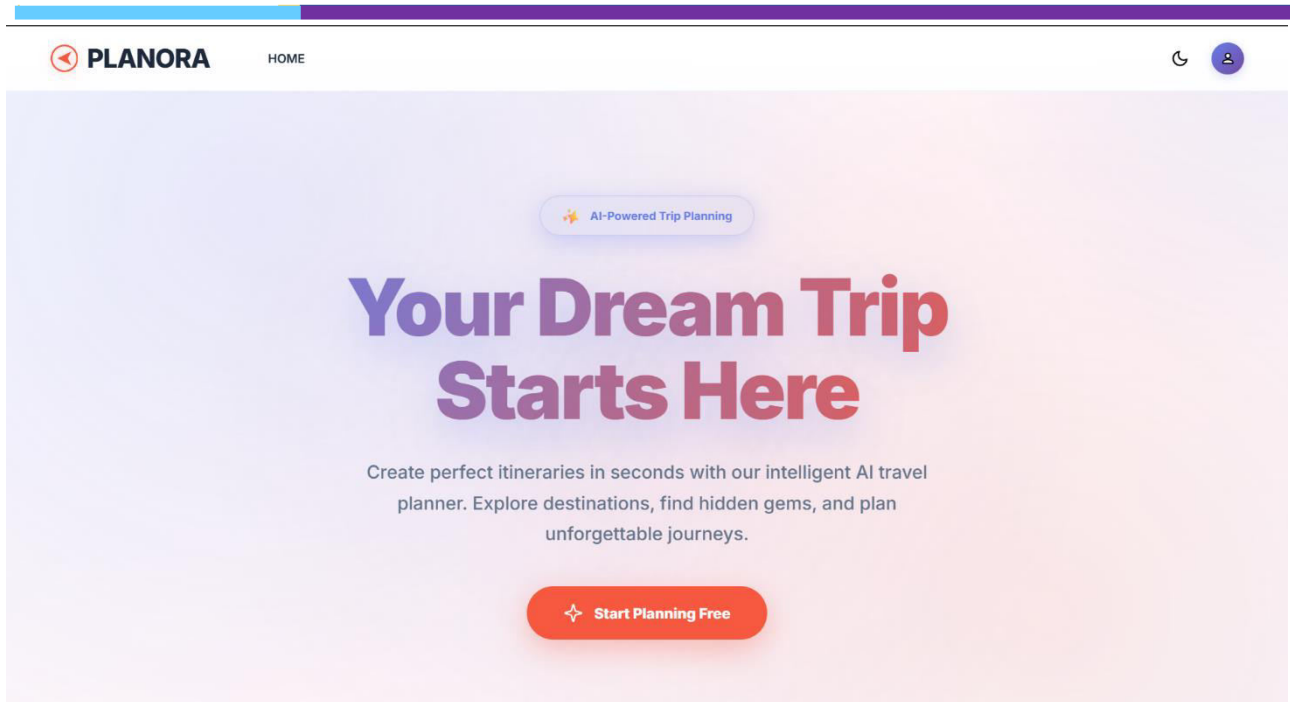 PLANORA
HOME
AI-Powered Trip Planning
Your Dream Trip
Starts Here
Create perfect itineraries in seconds with our intelligent AI travel
planner. Explore destinations, find hidden gems, and plan
unforgettable journeys.
Start Planning Free